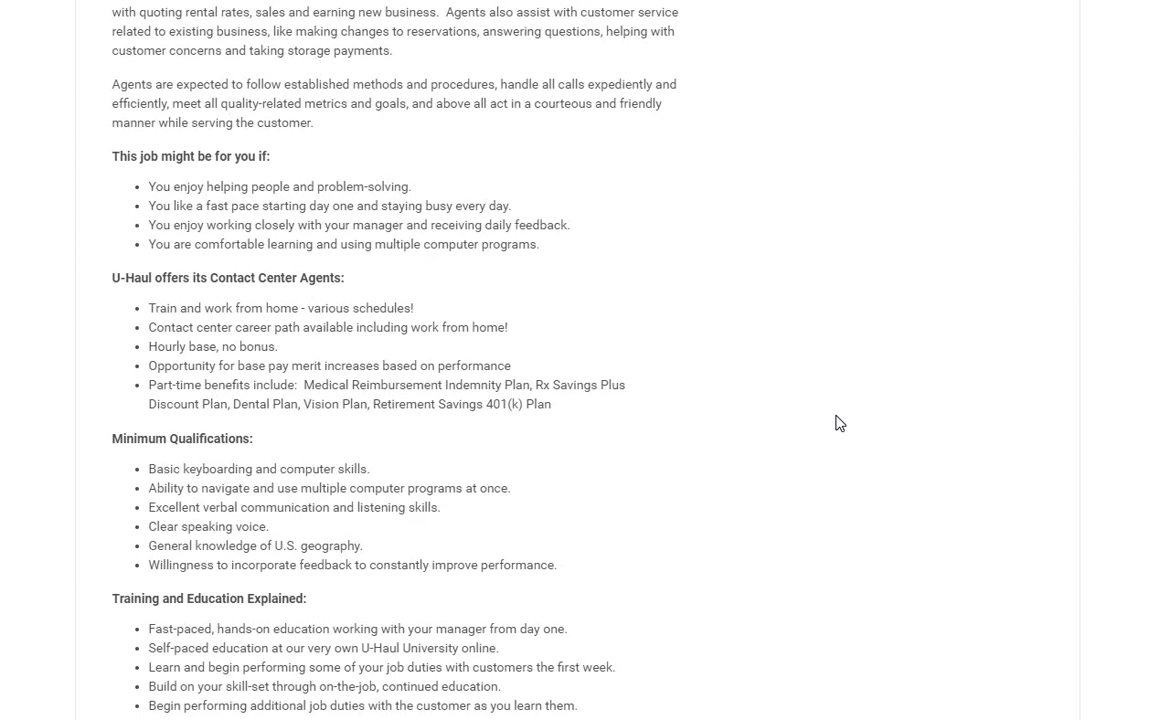 with quoting rental rates, sales and earning new business.  Agents also assist with customer service
related to existing business, like making changes to reservations, answering questions, helping with
customer concerns and taking storage payments.
Agents are expected to follow established methods and procedures, handle all calls expediently and
efficiently, meet all quality-related metrics and goals, and above all act in a courteous and friendly
manner while serving the customer.
This job might be for you if:
• You enjoy helping people and problem-solving.
• You like a fast pace starting day one and staying busy every day.
• You enjoy working closely with your manager and receiving daily feedback.
• You are comfortable learning and using multiple computer programs.
U-Haul offers its Contact Center Agents:
• Train and work from home - various schedules!
• Contact center career path available including work from home!
• Hourly base, no bonus.
• Opportunity for base pay merit increases based on performance
• Part-time benefits include:  Medical Reimbursement Indemnity Plan, Rx Savings Plus
Discount Plan, Dental Plan, Vision Plan, Retirement Savings 401(k) Plan
Minimum Qualifications:
• Basic keyboarding and computer skills.
• Ability to navigate and use multiple computer programs at once.
• Excellent verbal communication and listening skills.
• Clear speaking voice.
• General knowledge of U.S. geography.
• Willingness to incorporate feedback to constantly improve performance.
Training and Education Explained:
• Fast-paced, hands-on education working with your manager from day one.
• Self-paced education at our very own U-Haul University online.
• Learn and begin performing some of your job duties with customers the first week.
• Build on your skill-set through on-the-job, continued education.
• Begin performing additional job duties with the customer as you learn them.